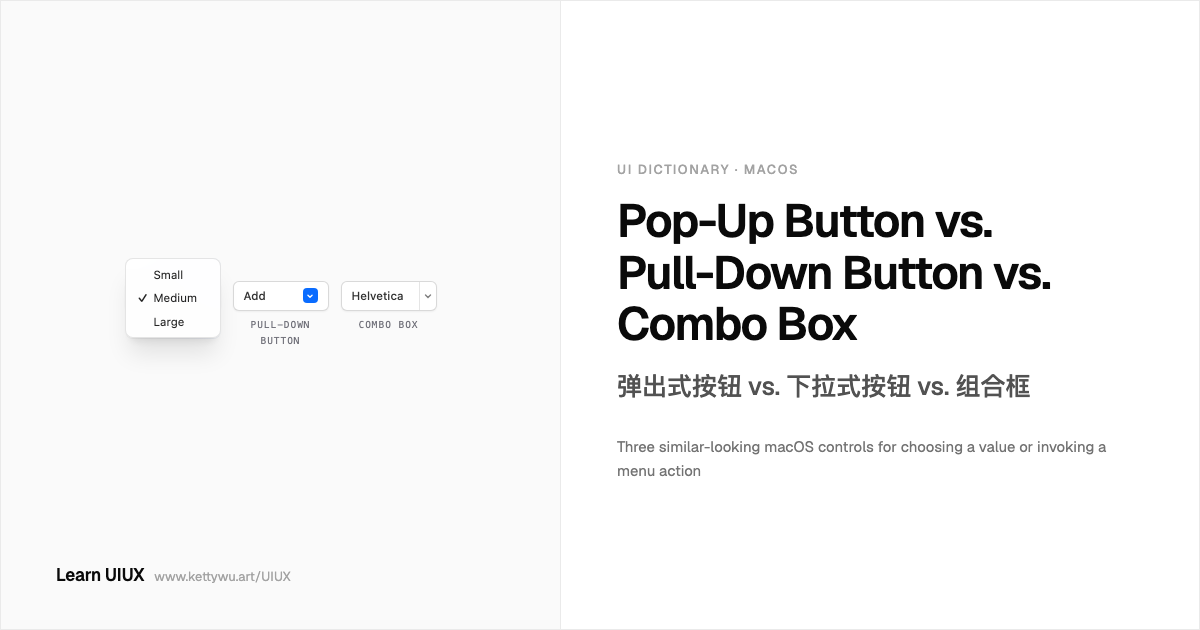 Small
Medium
Large
Add
PULL-DOWN
BUTTON
Helvetica
COMBO BOX
Learn UIUX www.kettywu.art/UIUX
UI DICTIONARY · MACOS
Pop-Up Button vs.
Pull-Down Button vs.
Combo Box
弹出式按钮 vs. 下拉式按钮 vs. 组合框
Three similar-looking macOS controls for choosing a value or invoking a
menu action